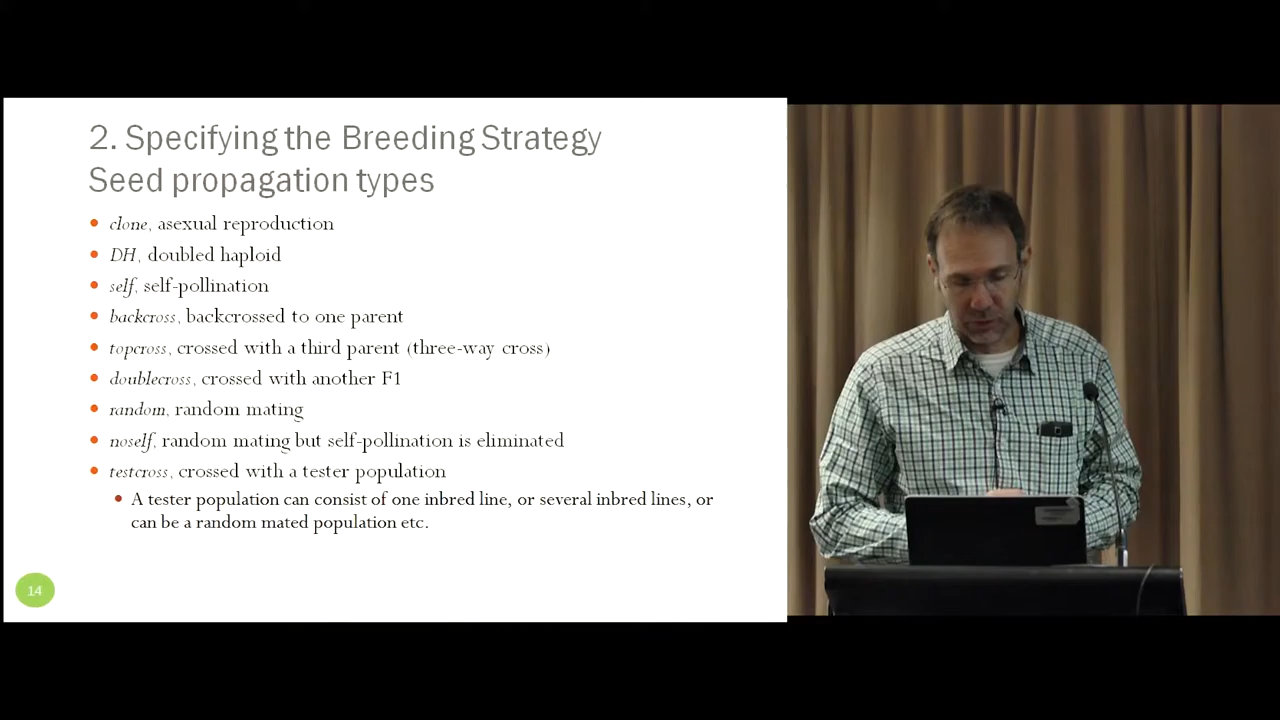 2. Specifying the Breeding Strategy
Seed propagation types
• clone, asexual reproduction
• DH, doubled haploid
• self, self-pollination
• backcross, backcrossed to one parent
• topcross, crossed with a third parent (three-way cross)
• doublecross, crossed with another F1
• random, random mating
• noself, random mating but self-pollination is eliminated
• testcross, crossed with a tester population
• A tester population can consist of one inbred line, or several inbred lines, or
can be a random mated population etc.
14